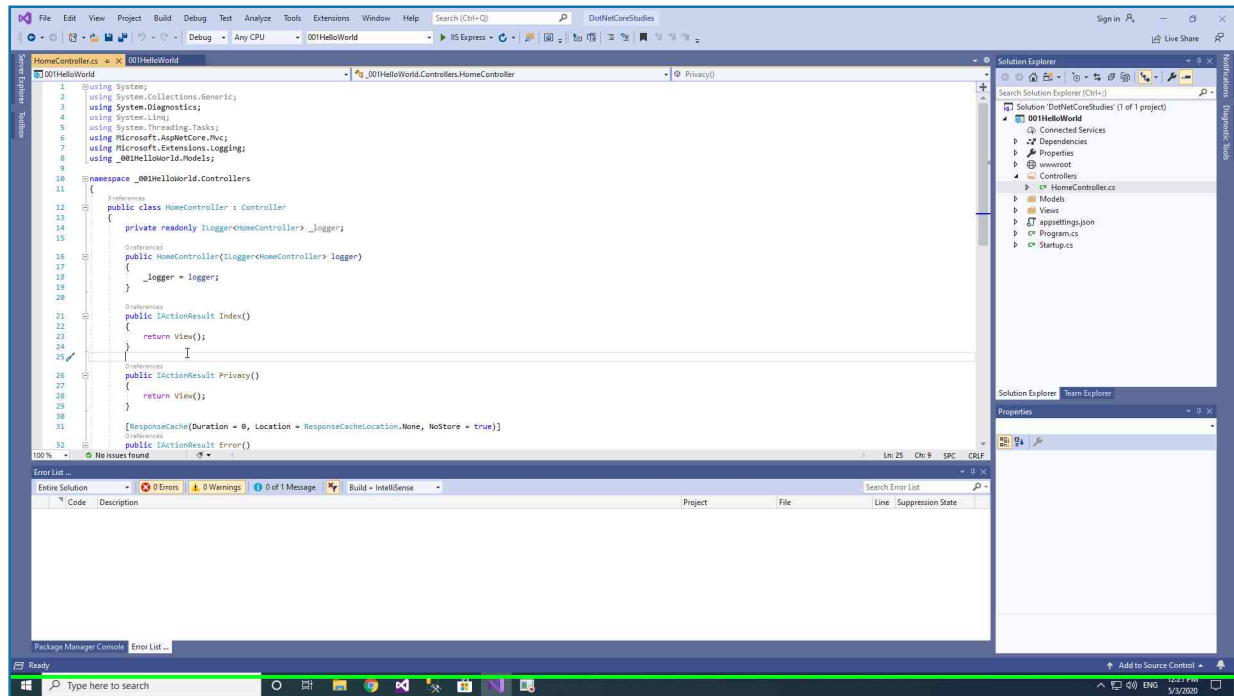 File Edit View Project Build Debug Test Analyze Tools Extensions Window Help Search (Ctrl+Q) DotNetCoreStudies Sign in
Debug Any CPU 001HelloWorld IIS Express Live Share
Server Explorer
Toolbox
HomeController.cs 001HelloWorld
001HelloWorld _001HelloWorld.Controllers.HomeController Privacy()
1 using System;
2 using System.Collections.Generic;
3 using System.Diagnostics;
4 using System.Linq;
5 using System.Threading.Tasks;
6 using Microsoft.AspNetCore.Mvc;
7 using Microsoft.Extensions.Logging;
8 using _001HelloWorld.Models;
9
10 namespace _001HelloWorld.Controllers
11 {
3 references
12 public class HomeController : Controller
13 {
14 private readonly ILogger<HomeController> _logger;
15
0 references
16 public HomeController(ILogger<HomeController> logger)
17 {
18 _logger = logger;
19 }
20
0 references
21 public IActionResult Index()
22 {
23 return View();
24 }
25
0 references
26 public IActionResult Privacy()
27 {
28 return View();
29 }
30
31 [ResponseCache(Duration = 0, Location = ResponseCacheLocation.None, NoStore = true)]
0 references
32 public IActionResult Error()
100 % No issues found Ln: 25 Ch: 9 SPC CRLF
Error List ...
Entire Solution 0 Errors 0 Warnings 0 of 1 Message Build + IntelliSense Search Error List
Code Description Project File Line Suppression State
Package Manager Console Error List ...
Solution Explorer
Search Solution Explorer (Ctrl+;)
Solution 'DotNetCoreStudies' (1 of 1 project)
001HelloWorld
Connected Services
Dependencies
Properties
wwwroot
Controllers
C# HomeController.cs
Models
Views
appsettings.json
C# Program.cs
C# Startup.cs
Solution Explorer Team Explorer
Properties
Notifications
Diagnostic Tools
Ready Add to Source Control
Type here to search ENG 12:21 PM
5/3/2020